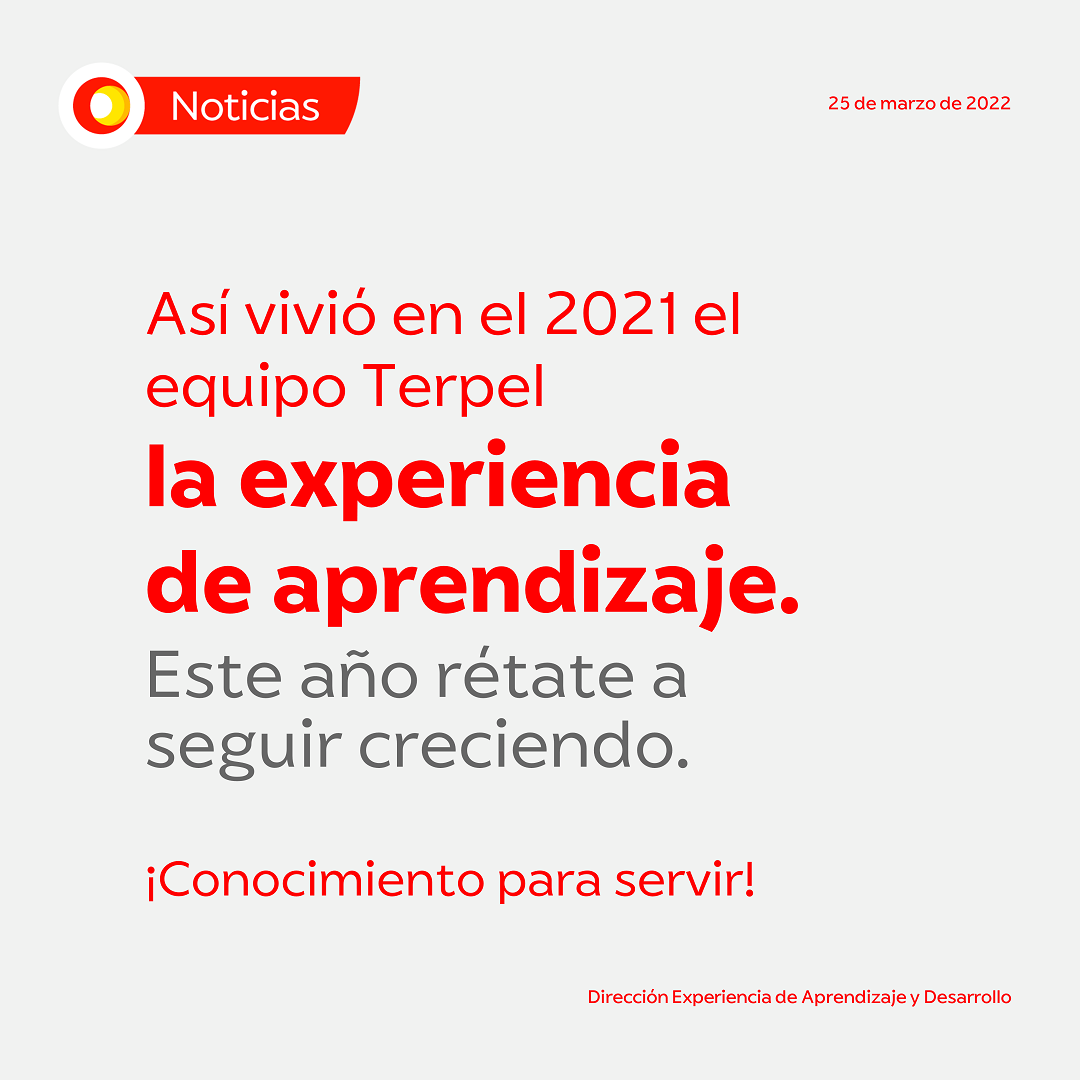 Noticias
25 de marzo de 2022
Así vivió en el 2021 el
equipo Terpel
la experiencia
de aprendizaje.
Este año rétate a
seguir creciendo.
¡Conocimiento para servir!
Dirección Experiencia de Aprendizaje y Desarrollo